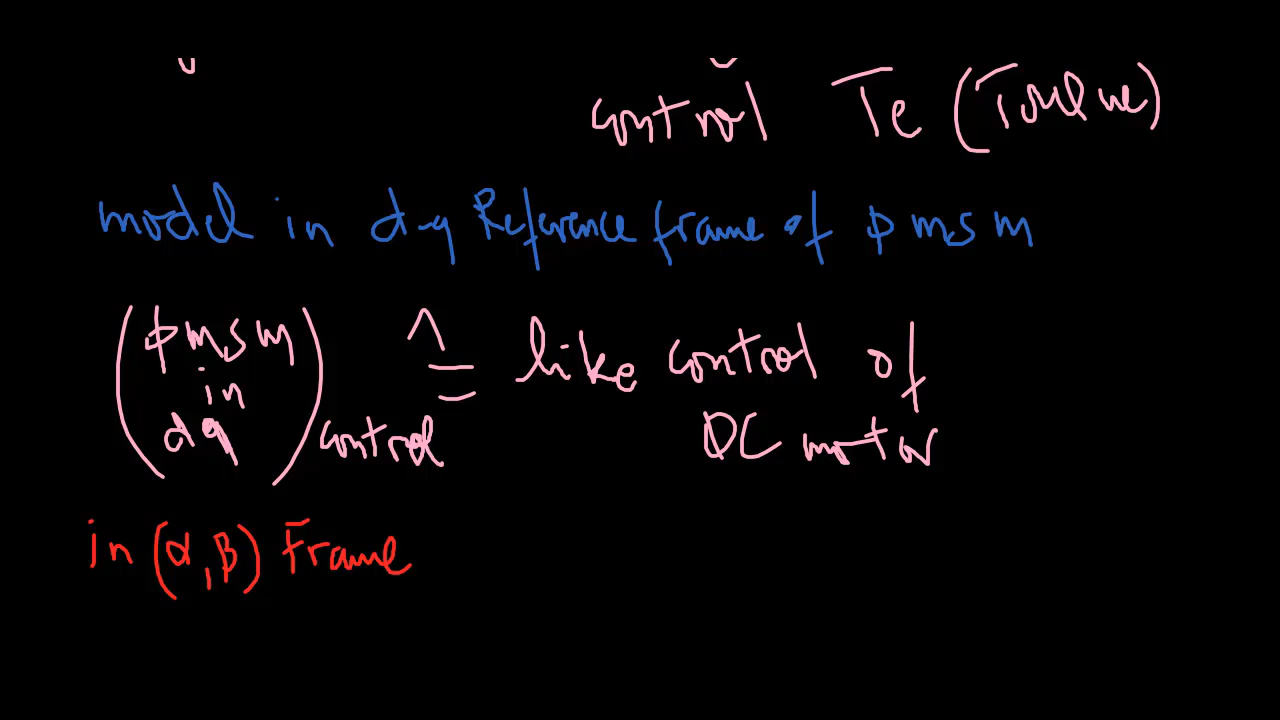 control Te (Torque)
model in d-q Reference frame of pmsm
(pmsm in dq) control ≙ like control of
DC motor
in (α,β) Frame